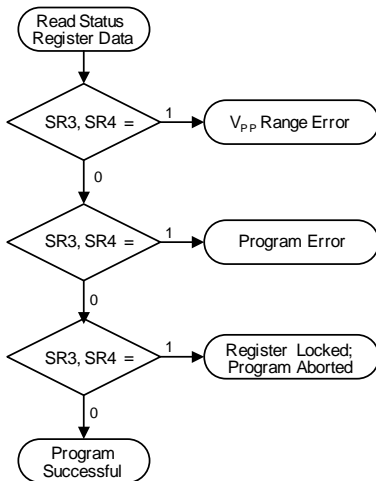 Read Status
Register Data
SR3, SR4 =
1
VPP Range Error
0
SR3, SR4 =
1
Program Error
0
SR3, SR4 =
1
Register Locked;
Program Aborted
0
Program
Successful